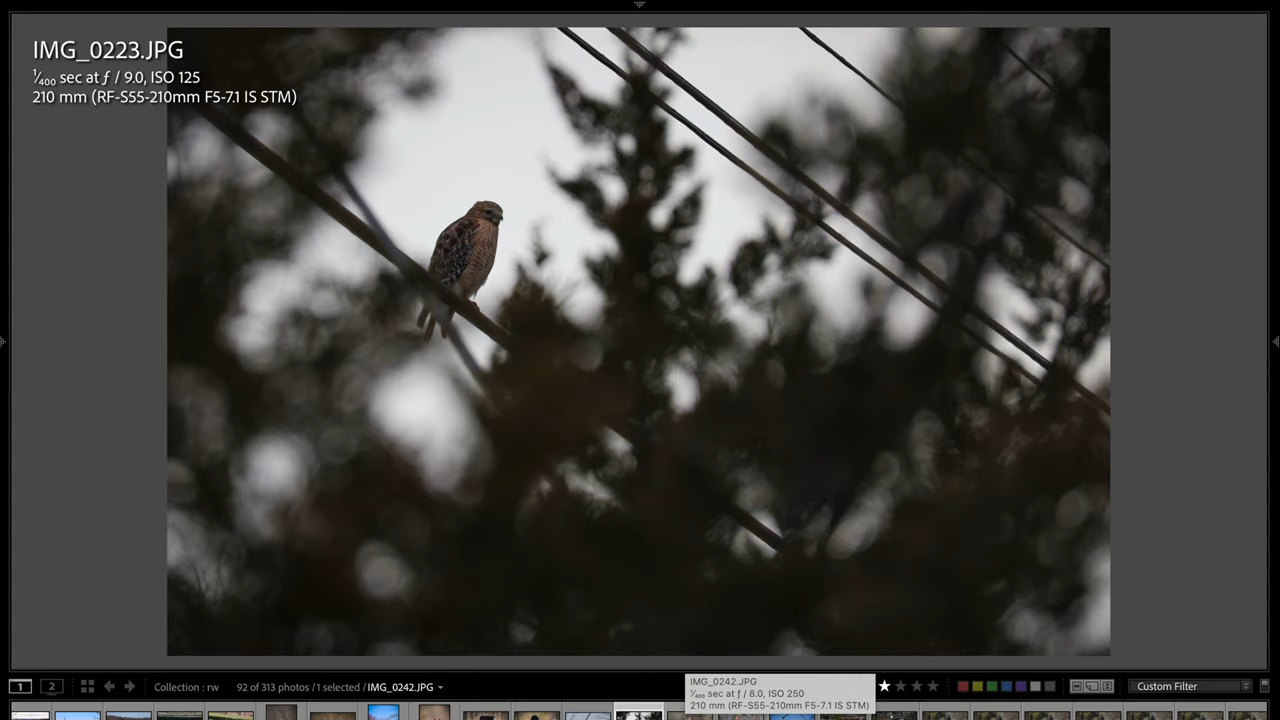 IMG_0223.JPG
1/400 sec at ƒ / 9.0, ISO 125
210 mm (RF-S55-210mm F5-7.1 IS STM)
1 2 Collection : rw 92 of 313 photos / 1 selected / IMG_0242.JPG Custom Filter
IMG_0242.JPG
1/400 sec at ƒ / 8.0, ISO 250
210 mm (RF-S55-210mm F5-7.1 IS STM)